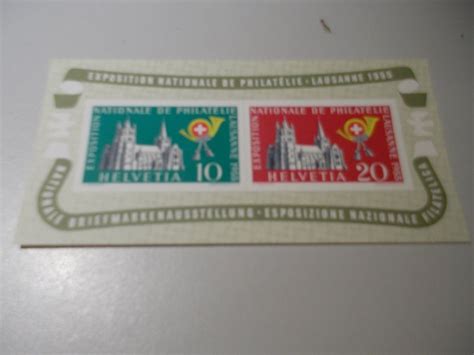 EXPOSITION NATIONALE DE PHILATÉLIE - LAUSANNE 1955
EXPOSITION
NATIONALE DE PHILATÉLIE
LAUSANNE 1955
HELVETIA
10
EXPOSITION
NATIONALE DE PHILATÉLIE
LAUSANNE 1955
HELVETIA
20
NATIONALE BRIEFMARKENAUSSTELLUNG - ESPOSIZIONE NAZIONALE FILATELICA